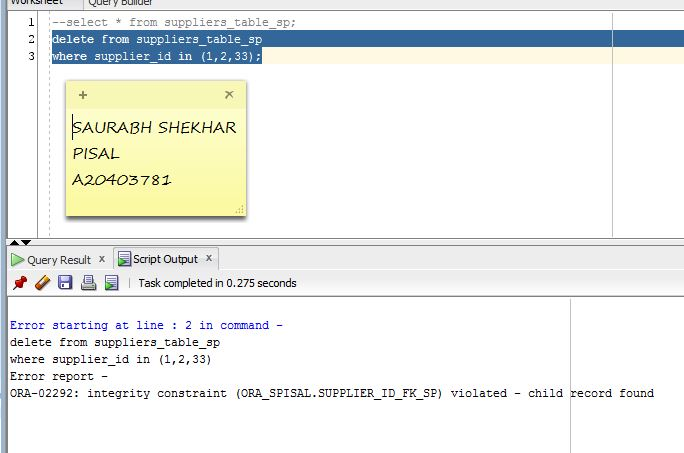 Worksheet Query Builder
1 --select * from suppliers_table_sp;
2 delete from suppliers_table_sp
3 where supplier_id in (1,2,33);
+ ×
SAURABH SHEKHAR
PISAL
A20403781
Query Result x Script Output x
Task completed in 0.275 seconds
Error starting at line : 2 in command -
delete from suppliers_table_sp
where supplier_id in (1,2,33)
Error report -
ORA-02292: integrity constraint (ORA_SPISAL.SUPPLIER_ID_FK_SP) violated - child record found